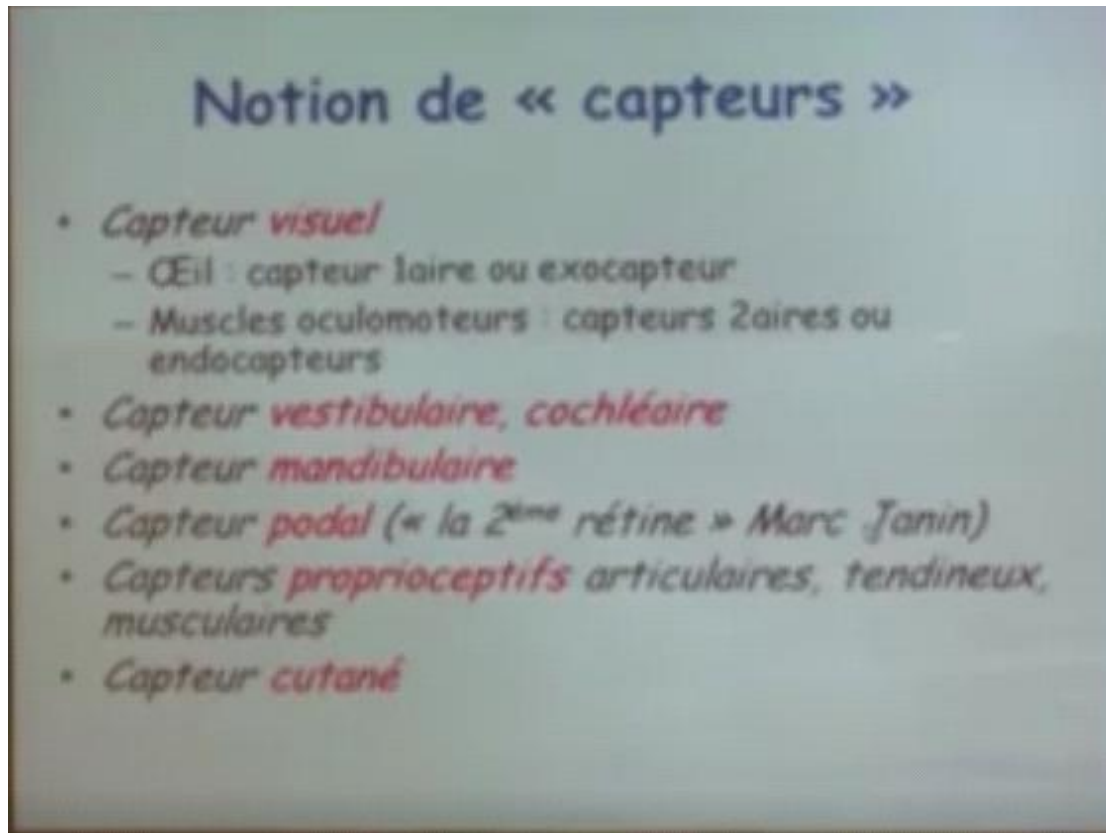 Notion de « capteurs »
• Capteur visuel
– Œil : capteur 1aire ou exocapteur
– Muscles oculomoteurs : capteurs 2aires ou
endocapteurs
• Capteur vestibulaire, cochléaire
• Capteur mandibulaire
• Capteur podal (« la 2ème rétine » Marc Janin)
• Capteurs proprioceptifs articulaires, tendineux,
musculaires
• Capteur cutané